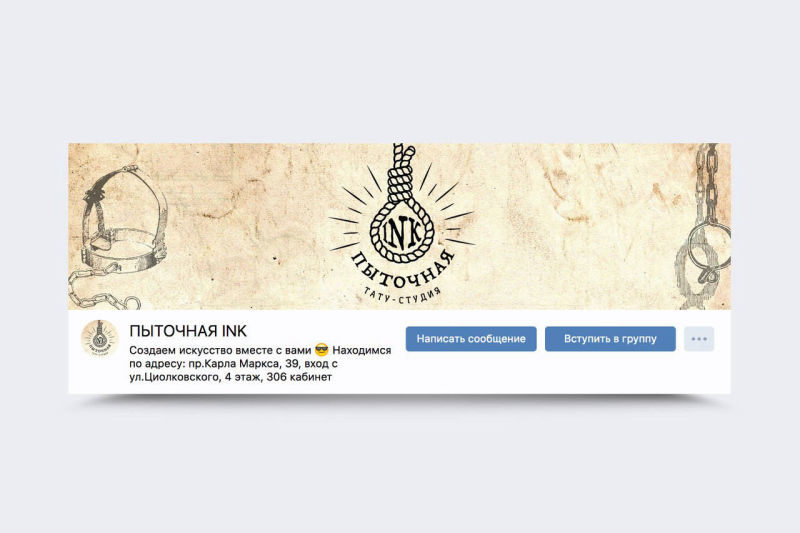 INK
ПЫТОЧНАЯ
ТАТУ-СТУДИЯ
ПЫТОЧНАЯ INK
Создаем искусство вместе с вами 😎 Находимся
по адресу: пр.Карла Маркса, 39, вход с
ул.Циолковского, 4 этаж, 306 кабинет
Написать сообщение
Вступить в группу